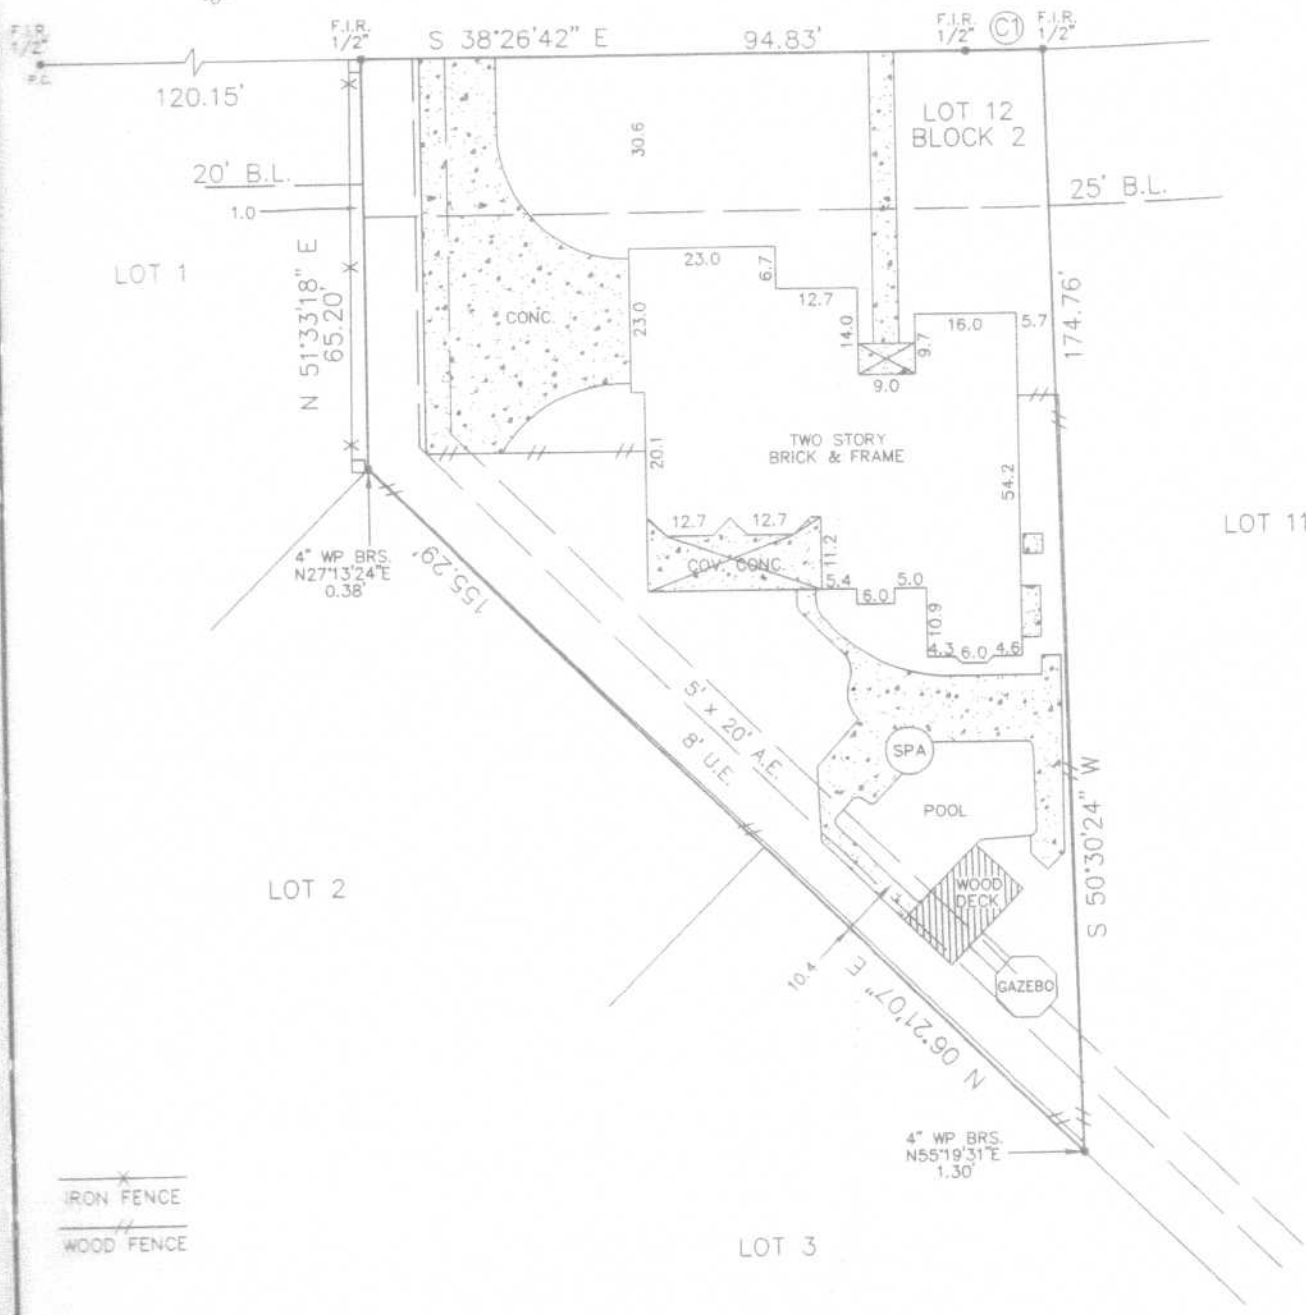 F.I.R.
1/2"
P.C.
F.I.R.
1/2"
S 38°26'42" E
94.83'
F.I.R.
1/2"
C1
F.I.R.
1/2"
120.15'
LOT 12
BLOCK 2
30.6
20' B.L.
25' B.L.
1.0
LOT 1
N 51°33'18" E
65.20'
23.0
6.7
12.7
CONC.
23.0
14.0
9.7
16.0
5.7
174.76'
9.0
TWO STORY
BRICK & FRAME
20.1
54.2
LOT 11
12.7
12.7
COV. CONC.
11.2
4" WP BRS.
N27°13'24"E
0.38'
155.29'
5.4
6.0
5.0
10.9
4.3
6.0
4.6
5' x 20' A.E.
8' U.E.
SPA
POOL
S 50°30'24" W
LOT 2
WOOD
DECK
10.4
GAZEBO
N 06°21'07" E
4" WP BRS.
N55°19'31"E
1.30'
IRON FENCE
WOOD FENCE
LOT 3